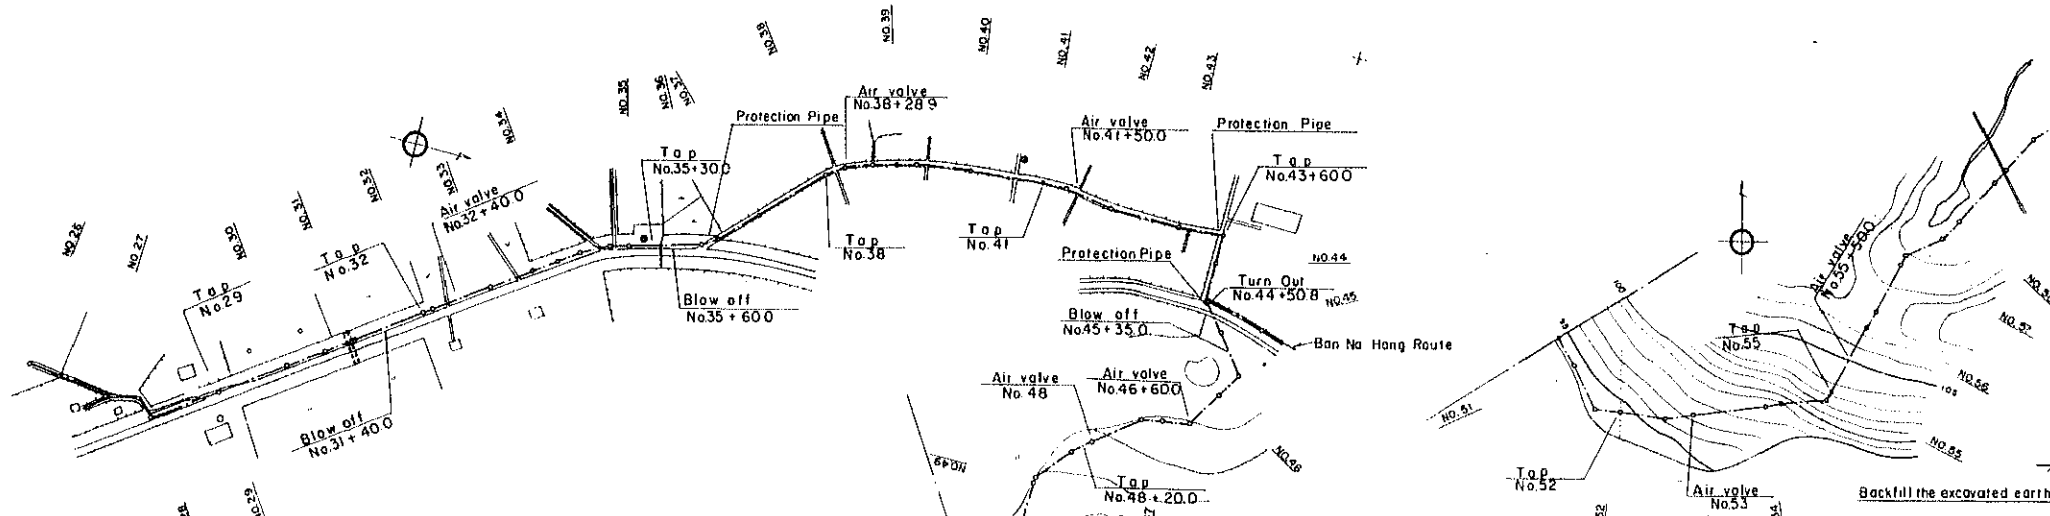 NO.26
NO.27
NO.30
NO.31
NO.32
NO.33
NO.34
NO.35
NO.36
NO.37
NO.38
NO.39
NO.40
NO.41
NO.42
NO.43
Tap
No.29
Tap
No.32
Air valve
No.32+40.0
Blow off
No.31+40.0
Tap
No.35+30.0
Protection Pipe
Blow off
No.35+60.0
Air valve
No.38+28.9
Tap
No.38
Tap
No.41
Air valve
No.41+50.0
Protection Pipe
Tap
No.43+60.0
NO.44
Protection Pipe
Turn Out
No.44+50.8
NO.45
Blow off
No.45+35.0
Ban Na Hang Route
Air valve
No.48
Air valve
No.46+60.0
NO.49
Tap
No.48+20.0
NO.29
NO.51
Tap
No.52
Air valve
No.53
Tap
No.55
Air valve
No.55+50.0
NO.57
NO.56
NO.55
105
Backfill the excavated earth